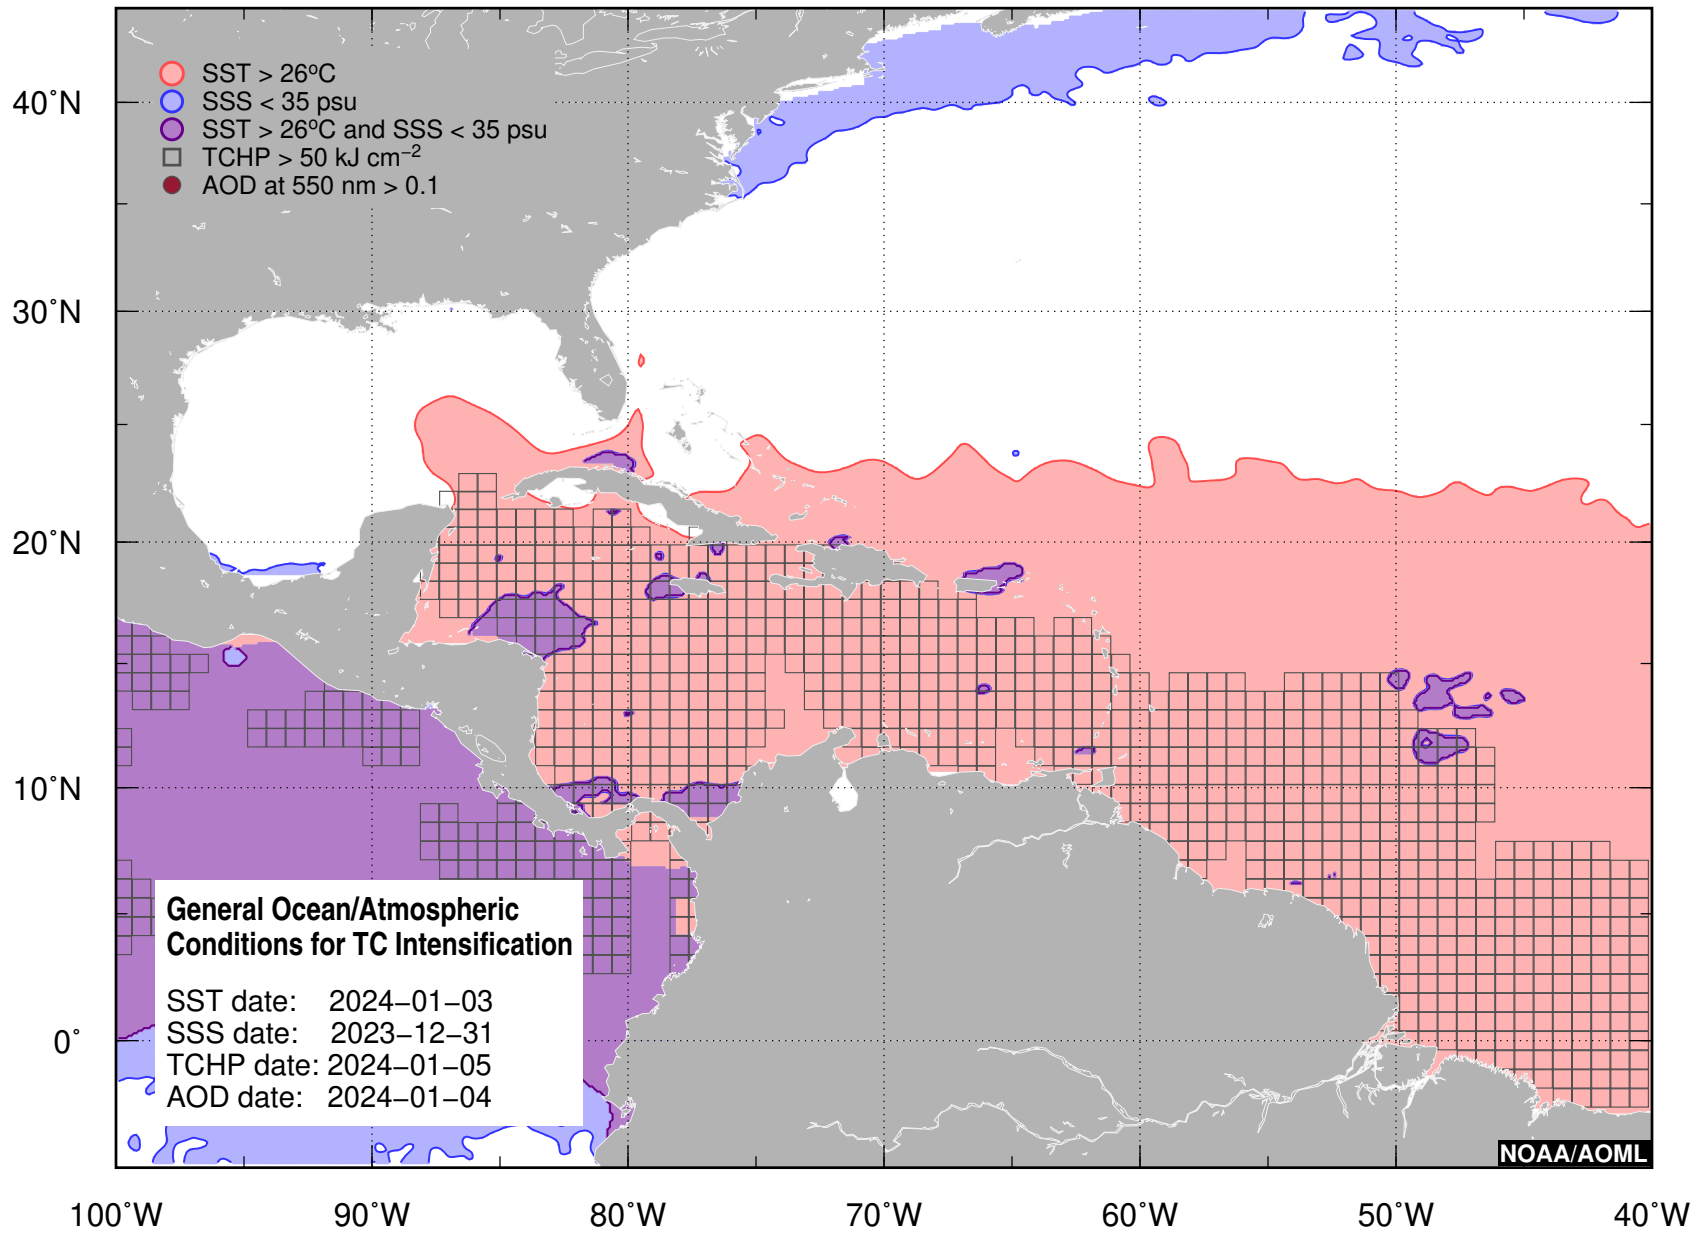 SST > 26°C
SSS < 35 psu
SST > 26°C and SSS < 35 psu
TCHP > 50 kJ cm−2
AOD at 550 nm > 0.1
40°N
30°N
20°N
10°N
0°
General Ocean/Atmospheric
Conditions for TC Intensification
SST date: 2024−01−03
SSS date: 2023−12−31
TCHP date: 2024−01−05
AOD date: 2024−01−04
NOAA/AOML
100°W 90°W 80°W 70°W 60°W 50°W 40°W